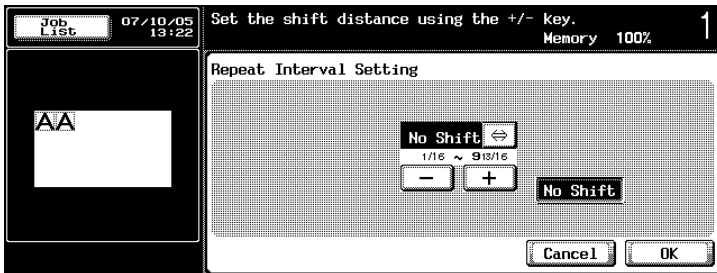 Job
List
07/10/05
13:22
Set the shift distance using the +/- key.
Memory 100%
1
Repeat Interval Setting
AA
No Shift ⇔
1/16 ~ 9 13/16
− +
No Shift
Cancel OK